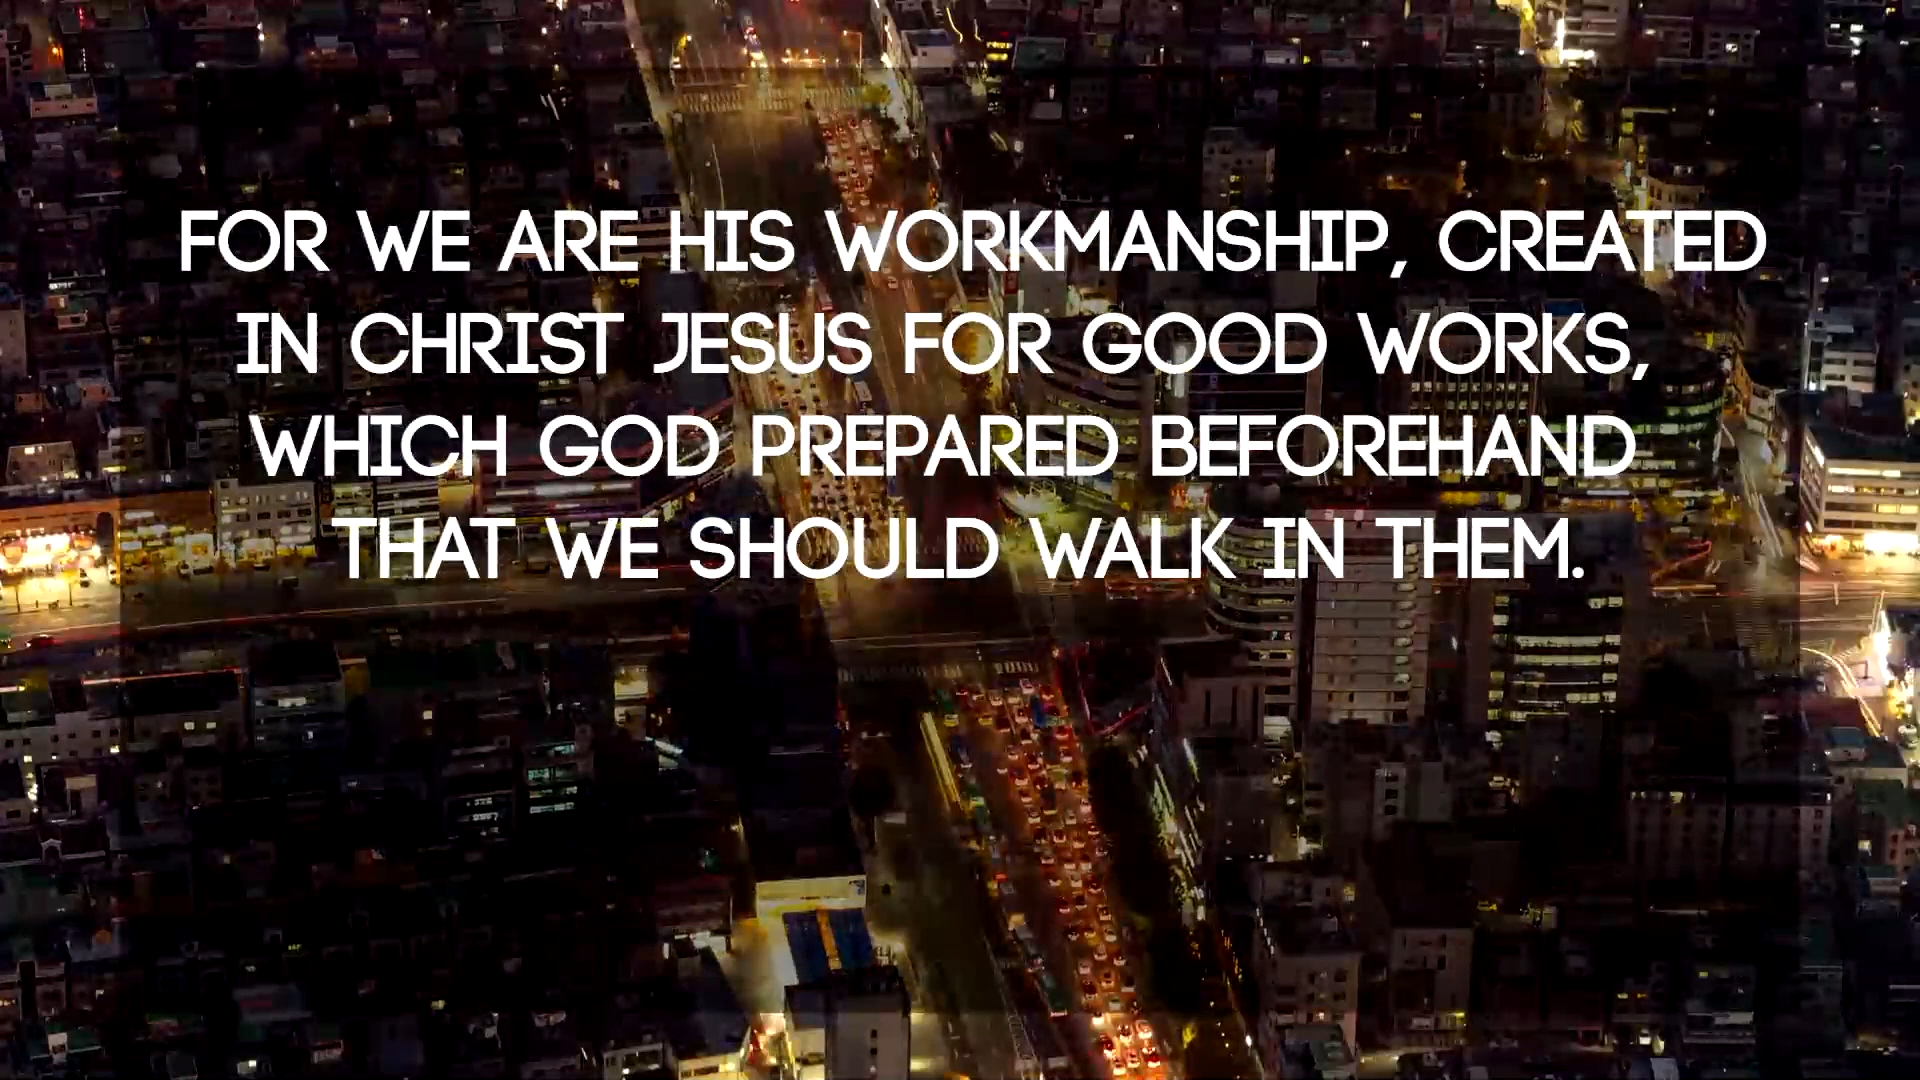 FOR WE ARE HIS WORKMANSHIP, CREATED
IN CHRIST JESUS FOR GOOD WORKS,
WHICH GOD PREPARED BEFOREHAND
THAT WE SHOULD WALK IN THEM.